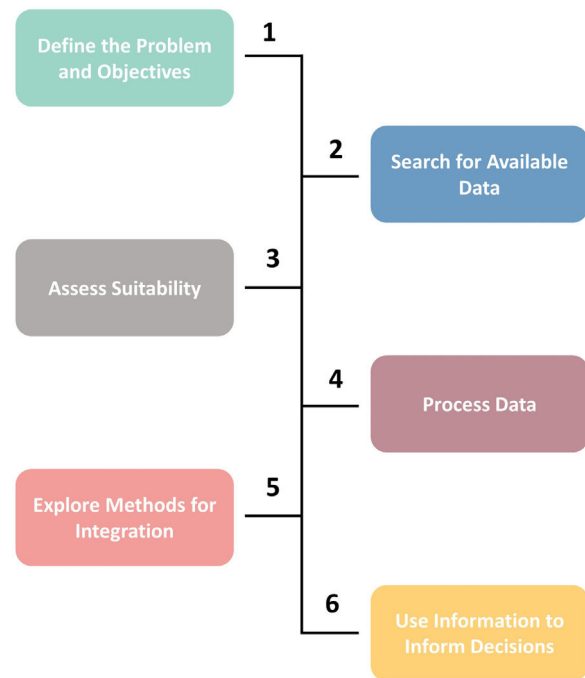 1
Define the Problem
and Objectives
2
Search for Available
Data
3
Assess Suitability
4
Process Data
5
Explore Methods for
Integration
6
Use Information to
Inform Decisions